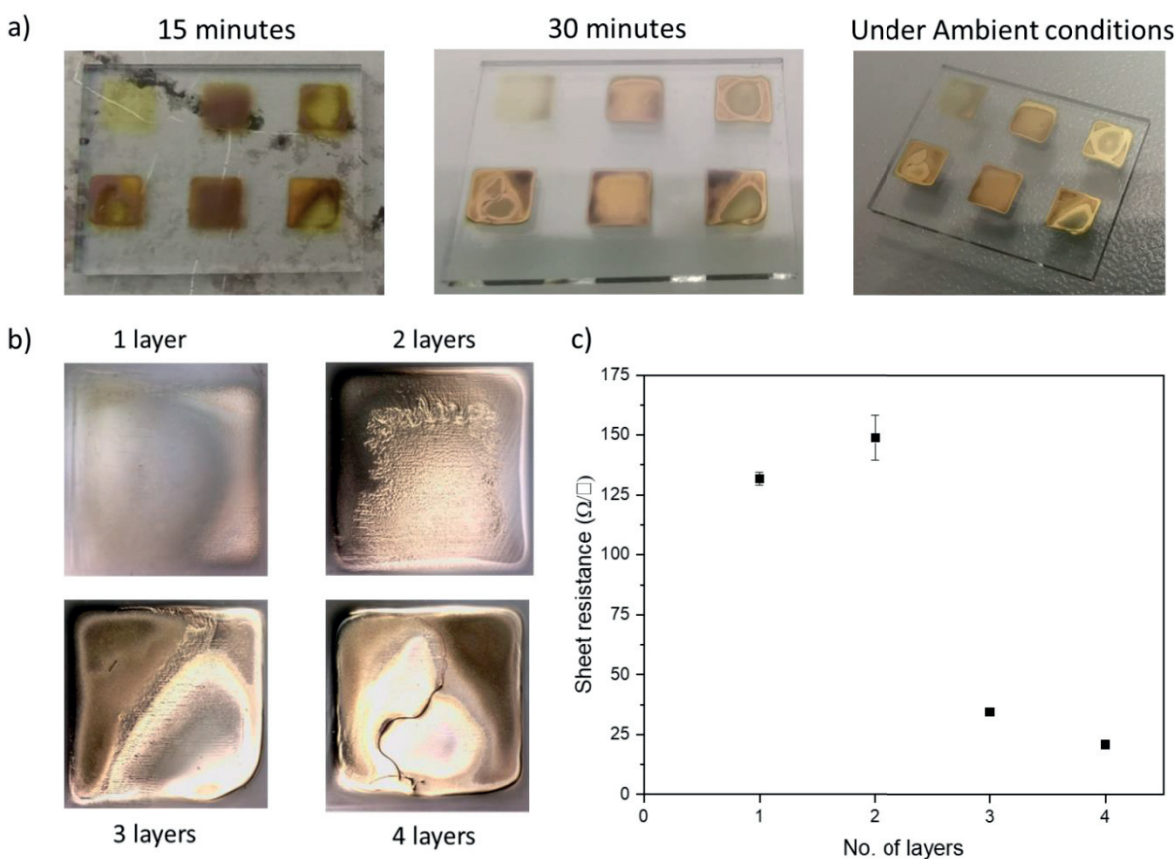 a)
15 minutes
30 minutes
Under Ambient conditions
b)
1 layer
2 layers
3 layers
4 layers
c)
175
150
125
100
75
50
25
0
Sheet resistance (Ω/□)
0 1 2 3 4
No. of layers